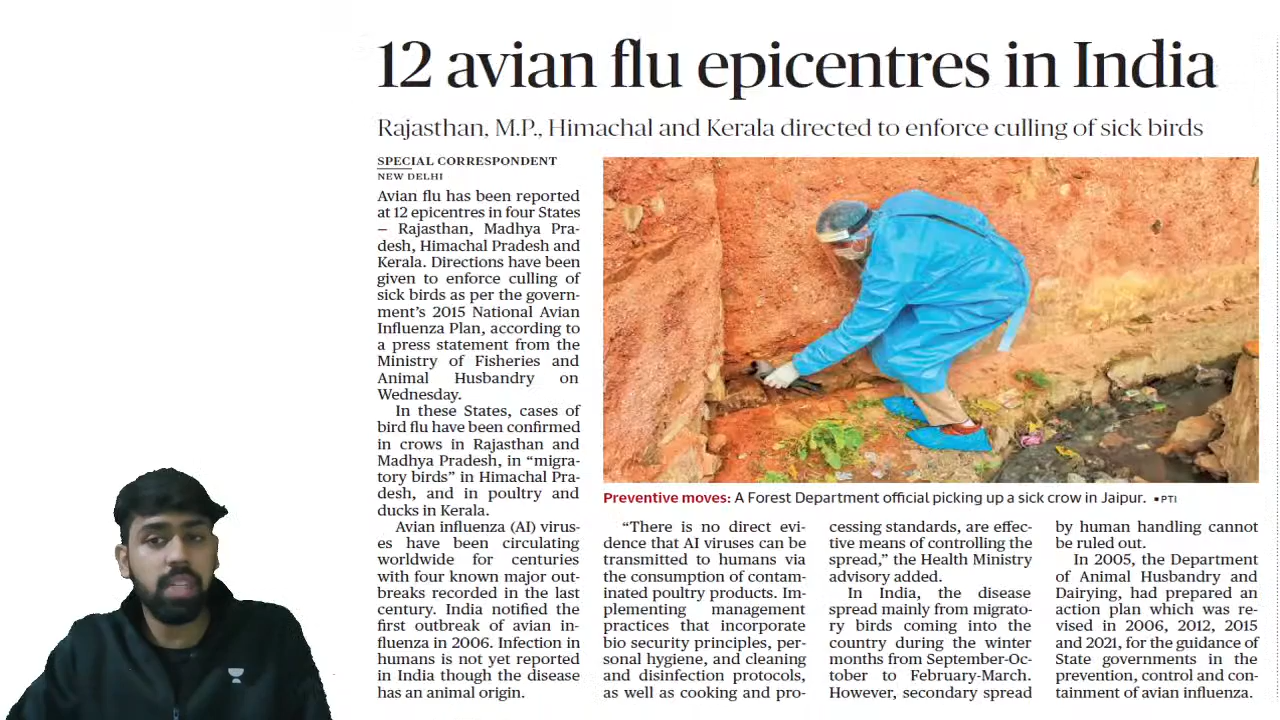 12 avian flu epicentres in India
Rajasthan, M.P., Himachal and Kerala directed to enforce culling of sick birds
SPECIAL CORRESPONDENT
NEW DELHI
Avian flu has been reported
at 12 epicentres in four States
– Rajasthan, Madhya Pra-
desh, Himachal Pradesh and
Kerala. Directions have been
given to enforce culling of
sick birds as per the govern-
ment's 2015 National Avian
Influenza Plan, according to
a press statement from the
Ministry of Fisheries and
Animal Husbandry on
Wednesday.
In these States, cases of
bird flu have been confirmed
in crows in Rajasthan and
Madhya Pradesh, in “migra-
tory birds” in Himachal Pra-
desh, and in poultry and
ducks in Kerala.
Avian influenza (AI) virus-
es have been circulating
worldwide for centuries
with four known major out-
breaks recorded in the last
century. India notified the
first outbreak of avian in-
fluenza in 2006. Infection in
humans is not yet reported
in India though the disease
has an animal origin.
Preventive moves: A Forest Department official picking up a sick crow in Jaipur. •PTI
“There is no direct evi-
dence that AI viruses can be
transmitted to humans via
the consumption of contam-
inated poultry products. Im-
plementing management
practices that incorporate
bio security principles, per-
sonal hygiene, and cleaning
and disinfection protocols,
as well as cooking and pro-
cessing standards, are effec-
tive means of controlling the
spread,” the Health Ministry
advisory added.
In India, the disease
spread mainly from migrato-
ry birds coming into the
country during the winter
months from September-Oc-
tober to February-March.
However, secondary spread
by human handling cannot
be ruled out.
In 2005, the Department
of Animal Husbandry and
Dairying, had prepared an
action plan which was re-
vised in 2006, 2012, 2015
and 2021, for the guidance of
State governments in the
prevention, control and con-
tainment of avian influenza.